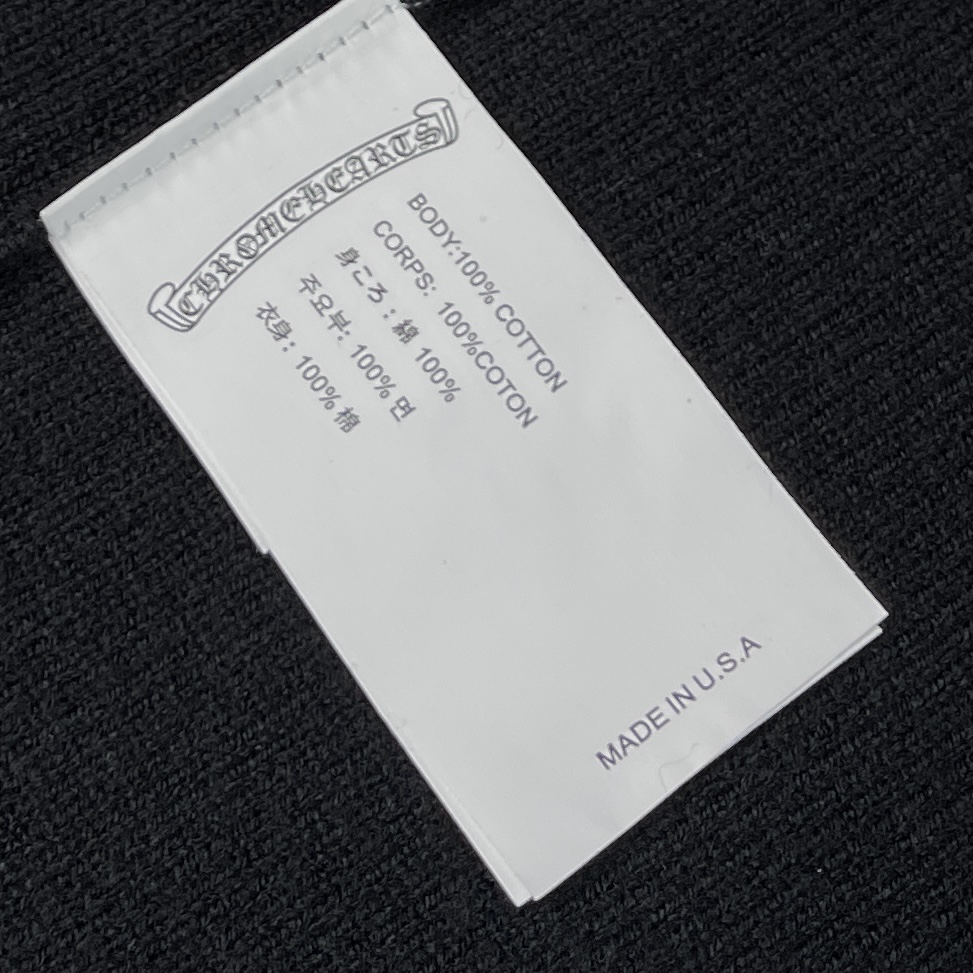 CHROME HEARTS
BODY:100% COTTON
CORPS: 100%COTON
身ころ：綿 100%
주요부: 100% 면
衣身: 100% 棉
MADE IN U.S.A